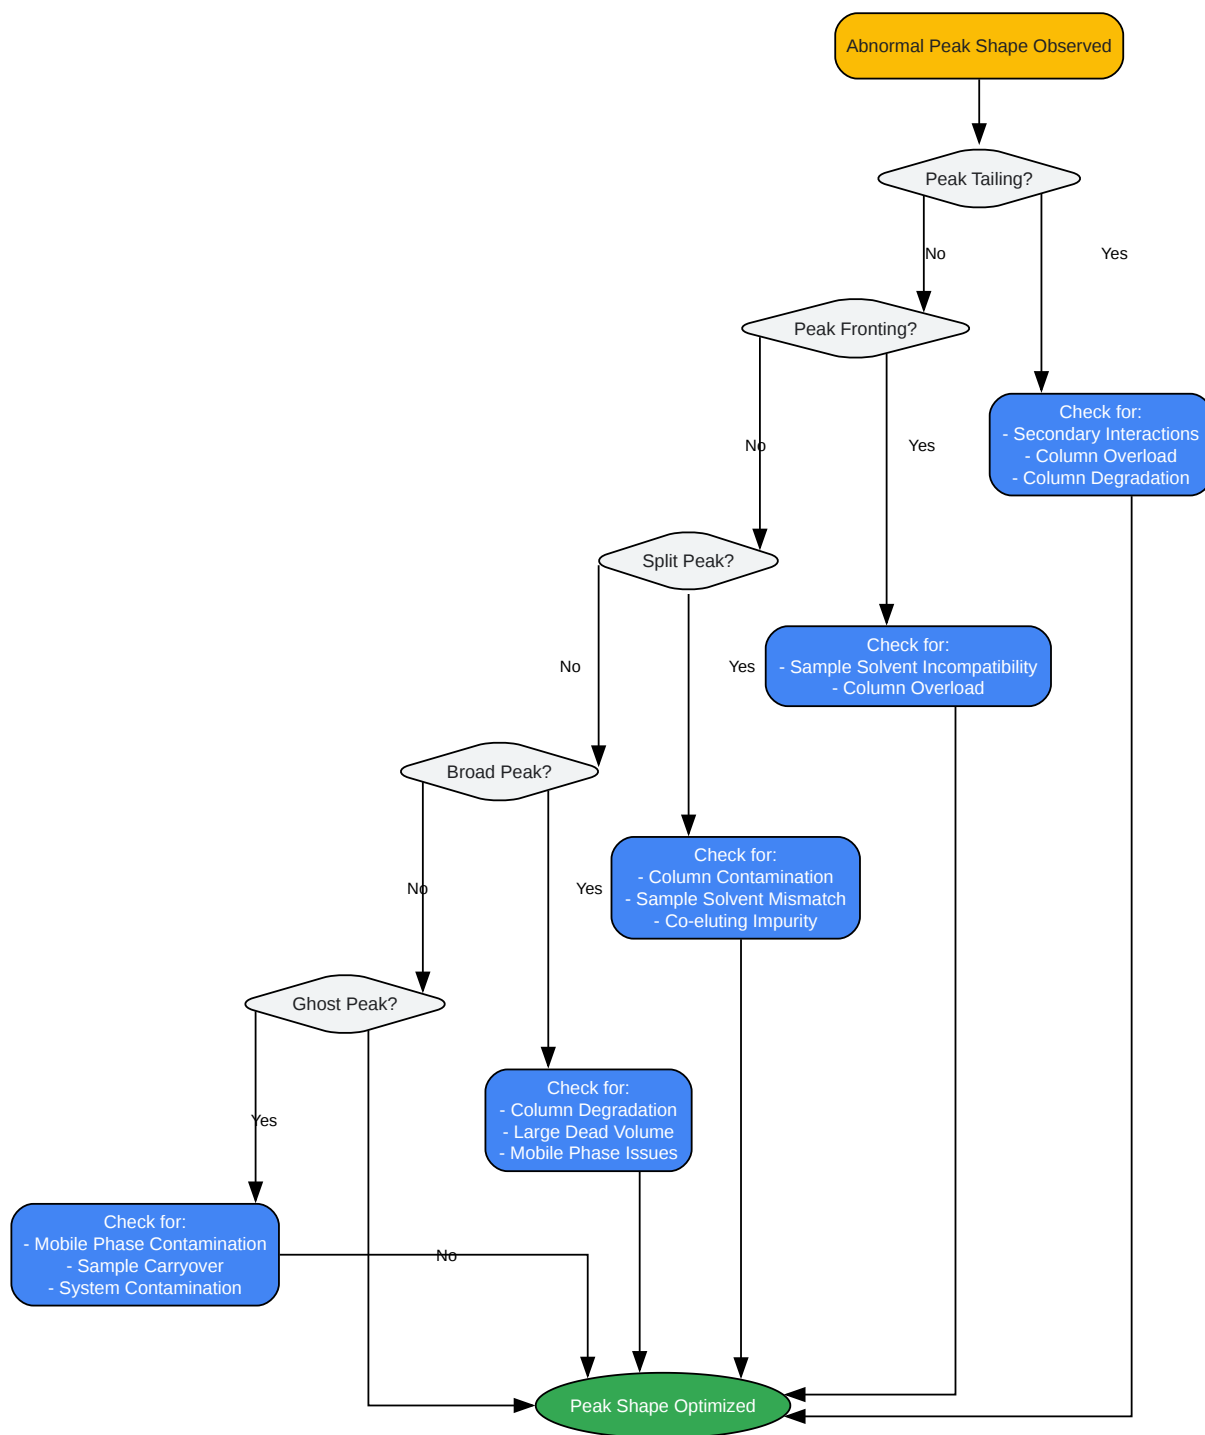 Abnormal Peak Shape Observed
Peak Tailing?
No
Yes
Peak Fronting?
Check for:
- Secondary Interactions
- Column Overload
- Column Degradation
No
Yes
Split Peak?
Check for:
- Sample Solvent Incompatibility
- Column Overload
No
Yes
Broad Peak?
Check for:
- Column Contamination
- Sample Solvent Mismatch
- Co-eluting Impurity
No
Yes
Ghost Peak?
Check for:
- Column Degradation
- Large Dead Volume
- Mobile Phase Issues
Yes
Check for:
- Mobile Phase Contamination
- Sample Carryover
- System Contamination
No
Peak Shape Optimized